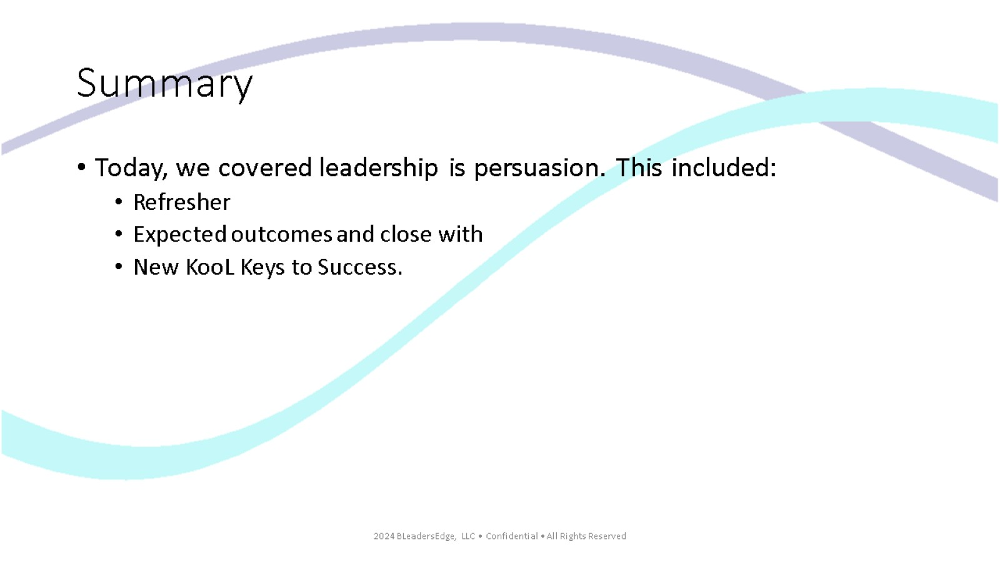 Summary
• Today, we covered leadership is persuasion. This included:
• Refresher
• Expected outcomes and close with
• New KooL Keys to Success.
2024 BLeadersEdge, LLC • Confidential • All Rights Reserved